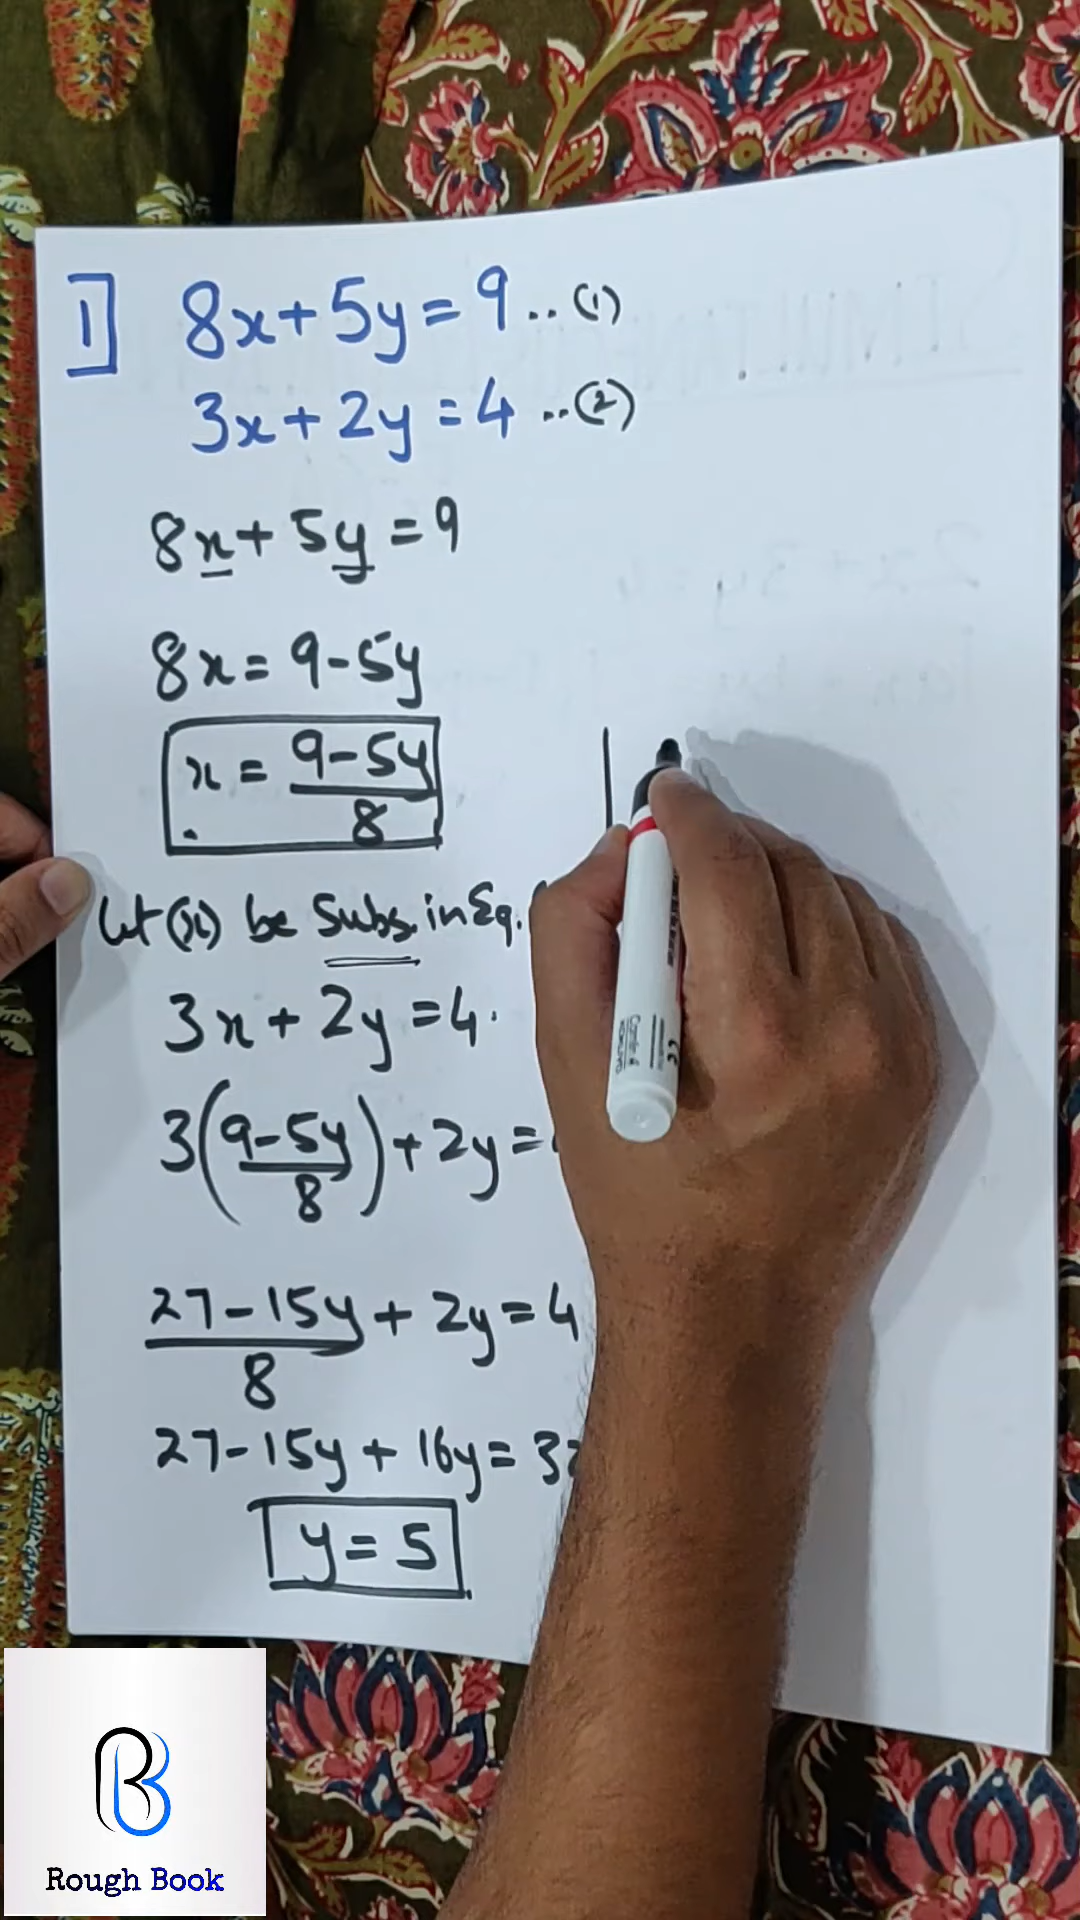 1] 8x+5y=9..(1)
3x+2y=4..(2)
8x+5y=9
8x=9-5y
x=9-5y/8
Let (x) be Subs. in Eq.
3x+2y=4.
3(9-5y/8)+2y=
27-15y/8+2y=4
27-15y+16y=32
y=5
B
Rough Book